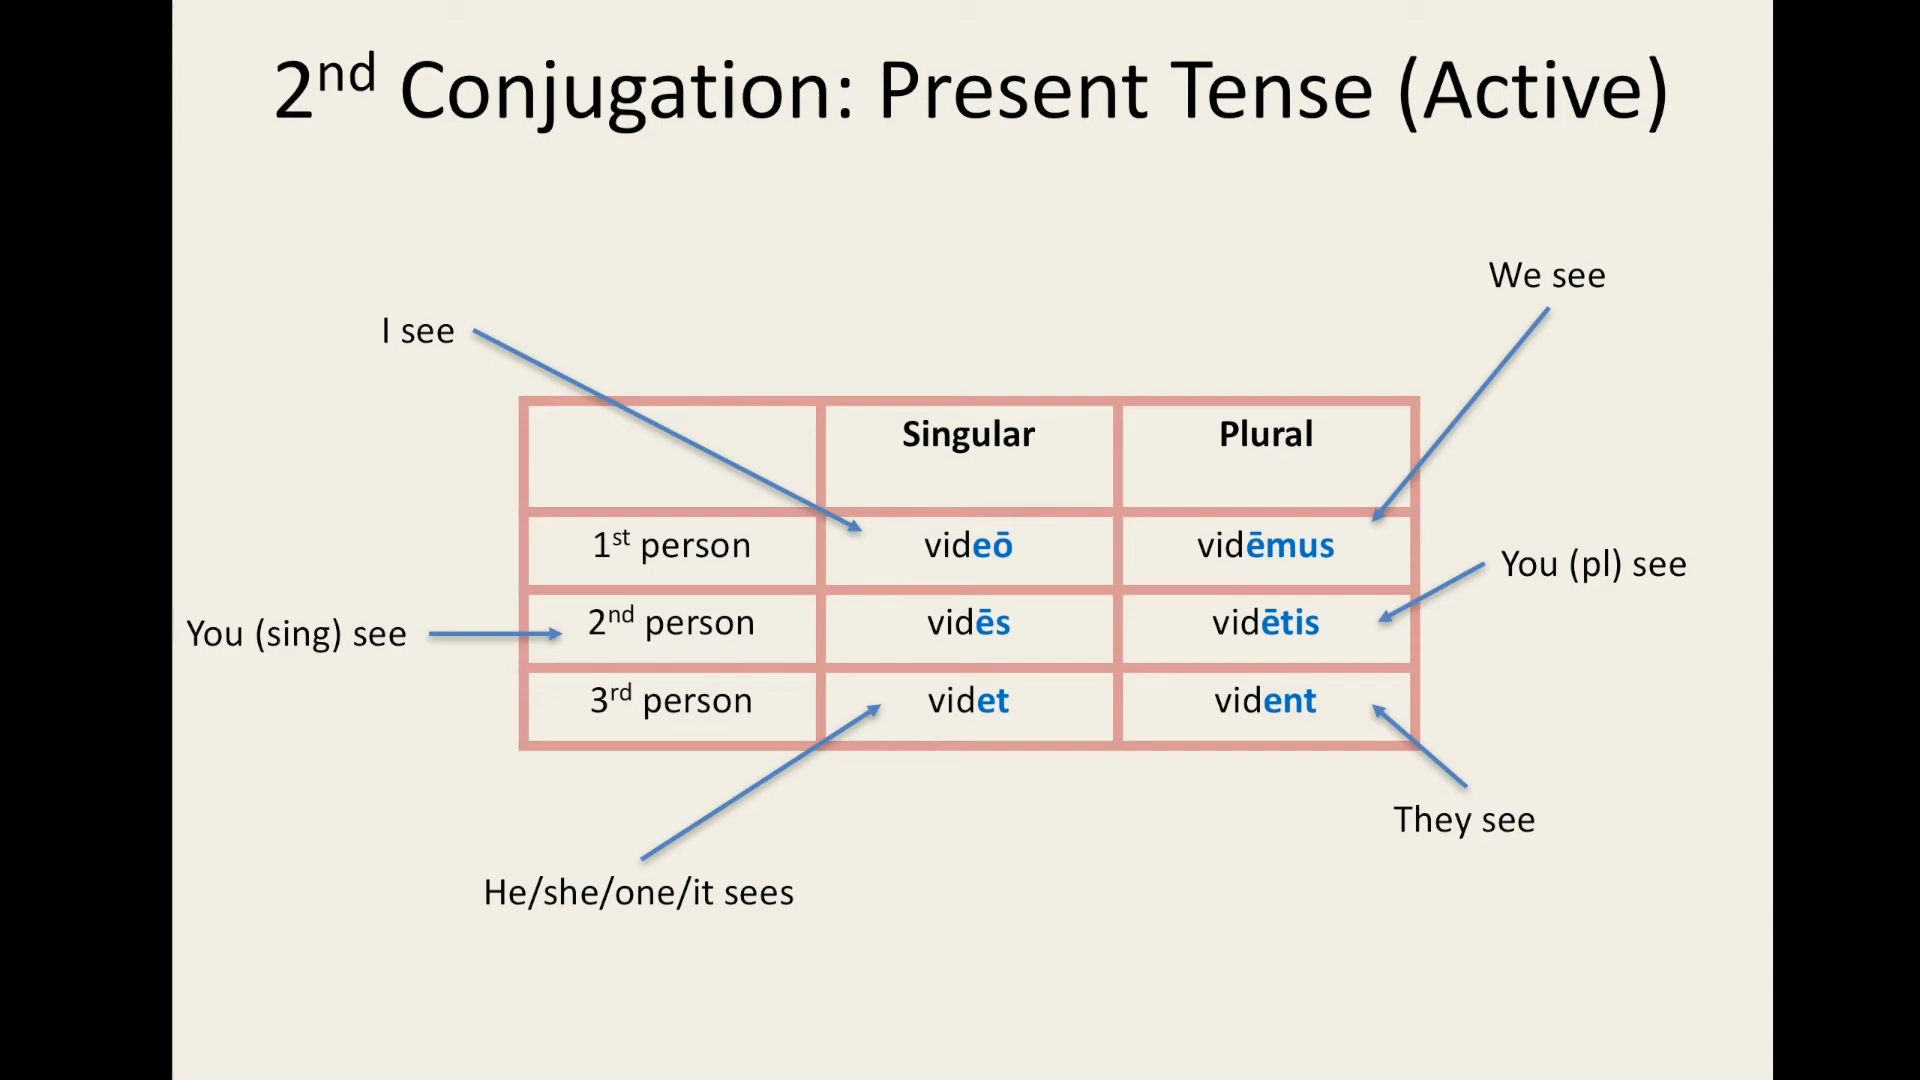 2nd Conjugation: Present Tense (Active)
We see
I see
Singular Plural
1st person videō vidēmus
You (pl) see
2nd person vidēs vidētis
You (sing) see
3rd person videt vident
They see
He/she/one/it sees